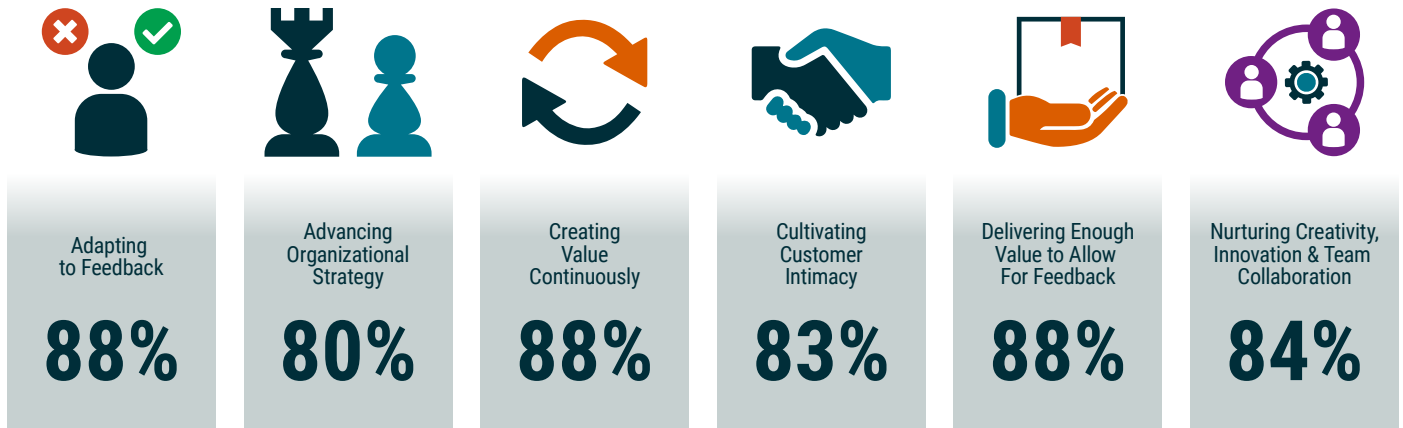 Adapting
to Feedback
88%
Advancing
Organizational
Strategy
80%
Creating
Value
Continuously
88%
Cultivating
Customer
Intimacy
83%
Delivering Enough
Value to Allow
For Feedback
88%
Nurturing Creativity,
Innovation & Team
Collaboration
84%